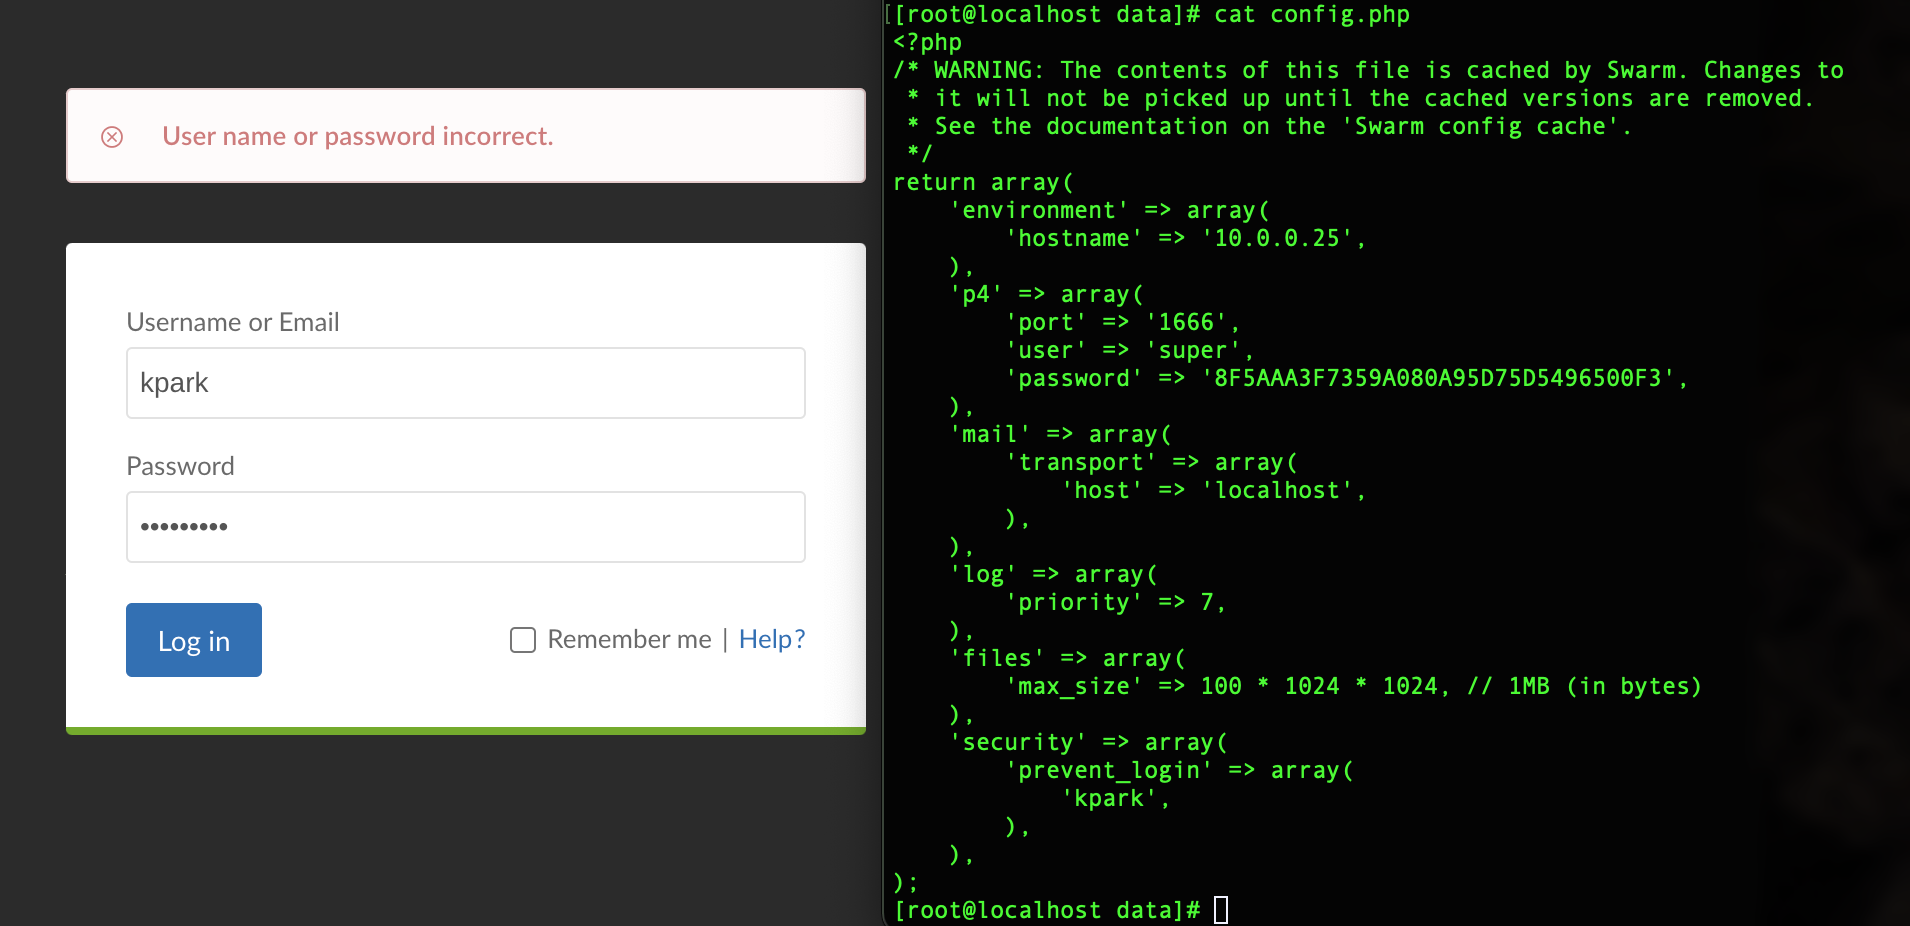 User name or password incorrect.
Username or Email
kpark
Password
•••••••••
Log in
Remember me | Help?
[[root@localhost data]# cat config.php
<?php
/* WARNING: The contents of this file is cached by Swarm. Changes to
 * it will not be picked up until the cached versions are removed.
 * See the documentation on the 'Swarm config cache'.
 */
return array(
    'environment' => array(
        'hostname' => '10.0.0.25',
    ),
    'p4' => array(
        'port' => '1666',
        'user' => 'super',
        'password' => '8F5AAA3F7359A080A95D75D5496500F3',
    ),
    'mail' => array(
        'transport' => array(
            'host' => 'localhost',
        ),
    ),
    'log' => array(
        'priority' => 7,
    ),
    'files' => array(
        'max_size' => 100 * 1024 * 1024, // 1MB (in bytes)
    ),
    'security' => array(
        'prevent_login' => array(
            'kpark',
        ),
    ),
);
[root@localhost data]#